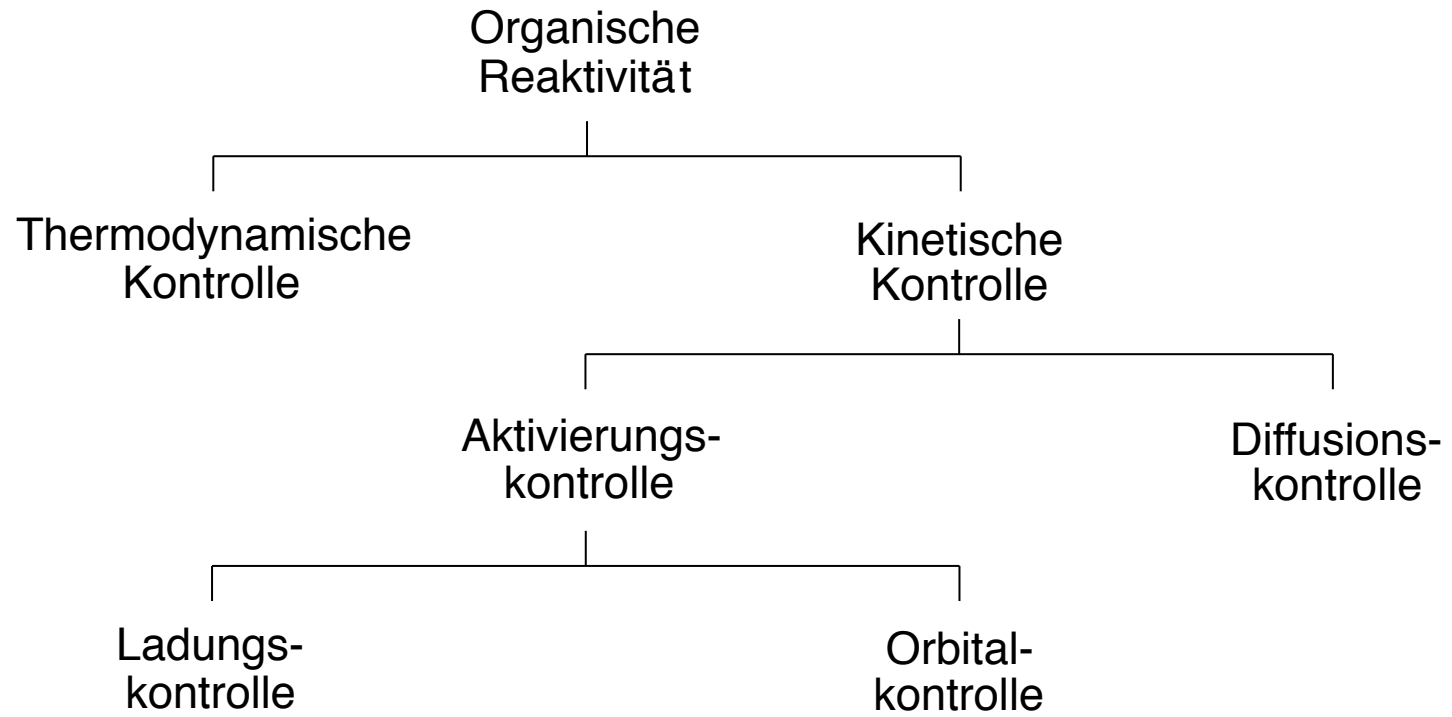 Organische
Reaktivität
Thermodynamische
Kontrolle
Kinetische
Kontrolle
Aktivierungs-
kontrolle
Diffusions-
kontrolle
Ladungs-
kontrolle
Orbital-
kontrolle